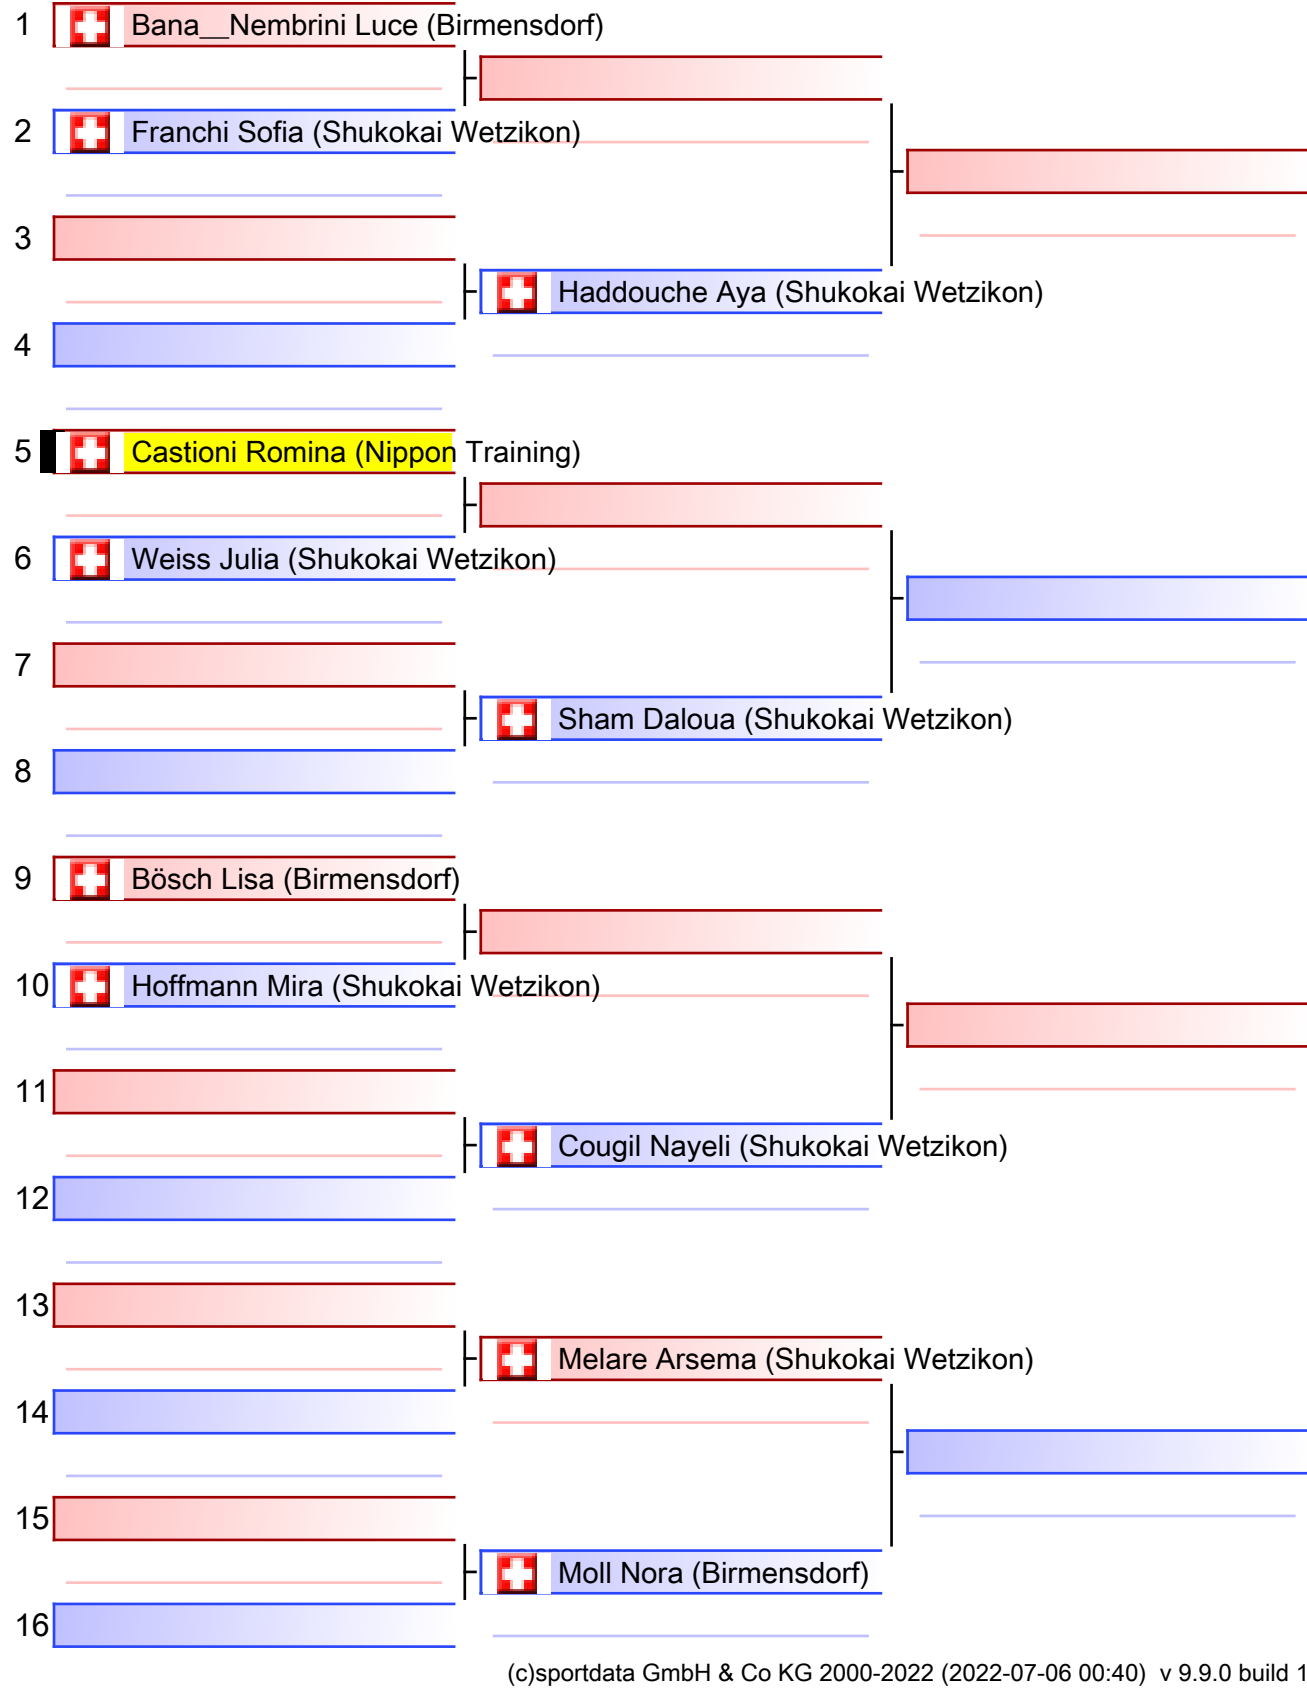 1 Bana__Nembrini Luce (Birmensdorf)
2 Franchi Sofia (Shukokai Wetzikon)
3
Haddouche Aya (Shukokai Wetzikon)
4
5 Castioni Romina (Nippon Training)
6 Weiss Julia (Shukokai Wetzikon)
7
Sham Daloua (Shukokai Wetzikon)
8
9 Bösch Lisa (Birmensdorf)
10 Hoffmann Mira (Shukokai Wetzikon)
11
Cougil Nayeli (Shukokai Wetzikon)
12
13
Melare Arsema (Shukokai Wetzikon)
14
15
Moll Nora (Birmensdorf)
16
(c)sportdata GmbH & Co KG 2000-2022 (2022-07-06 00:40) v 9.9.0 build 1